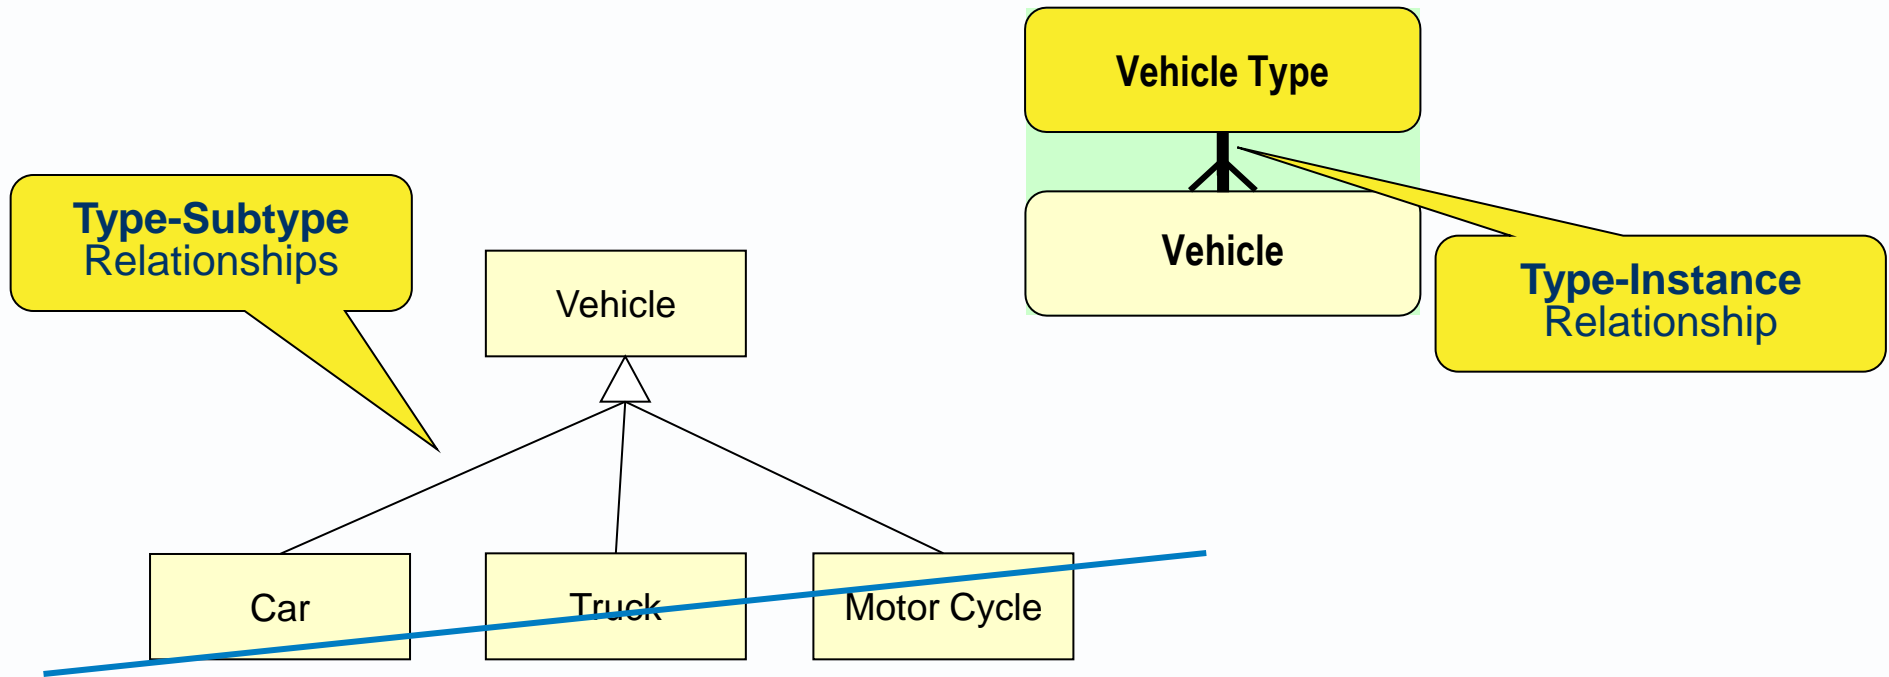 Vehicle Type
Type-Subtype
Relationships
Vehicle
Type-Instance
Relationship
Vehicle
Car
Truck
Motor Cycle